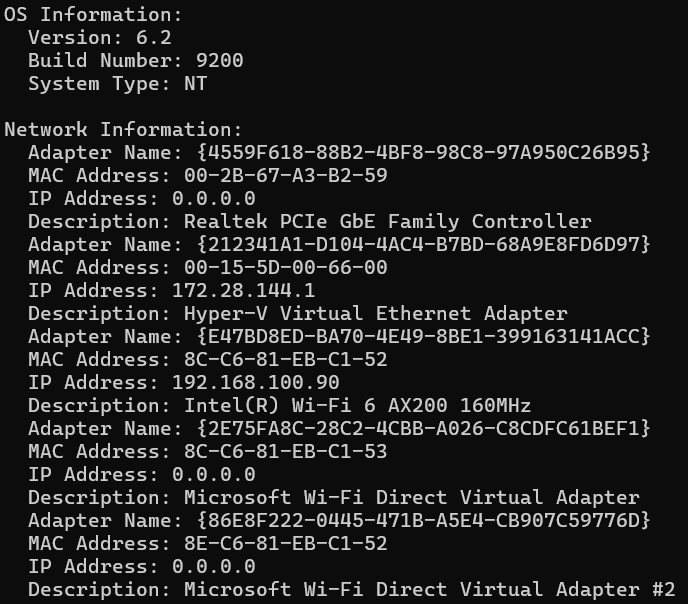 OS Information:
Version: 6.2
Build Number: 9200
System Type: NT
Network Information:
Adapter Name: {4559F618-88B2-4BF8-98C8-97A950C26B95}
MAC Address: 00-2B-67-A3-B2-59
IP Address: 0.0.0.0
Description: Realtek PCIe GbE Family Controller
Adapter Name: {212341A1-D104-4AC4-B7BD-68A9E8FD6D97}
MAC Address: 00-15-5D-00-66-00
IP Address: 172.28.144.1
Description: Hyper-V Virtual Ethernet Adapter
Adapter Name: {E47BD8ED-BA70-4E49-8BE1-399163141ACC}
MAC Address: 8C-C6-81-EB-C1-52
IP Address: 192.168.100.90
Description: Intel(R) Wi-Fi 6 AX200 160MHz
Adapter Name: {2E75FA8C-28C2-4CBB-A026-C8CDFC61BEF1}
MAC Address: 8C-C6-81-EB-C1-53
IP Address: 0.0.0.0
Description: Microsoft Wi-Fi Direct Virtual Adapter
Adapter Name: {86E8F222-0445-471B-A5E4-CB907C59776D}
MAC Address: 8E-C6-81-EB-C1-52
IP Address: 0.0.0.0
Description: Microsoft Wi-Fi Direct Virtual Adapter #2